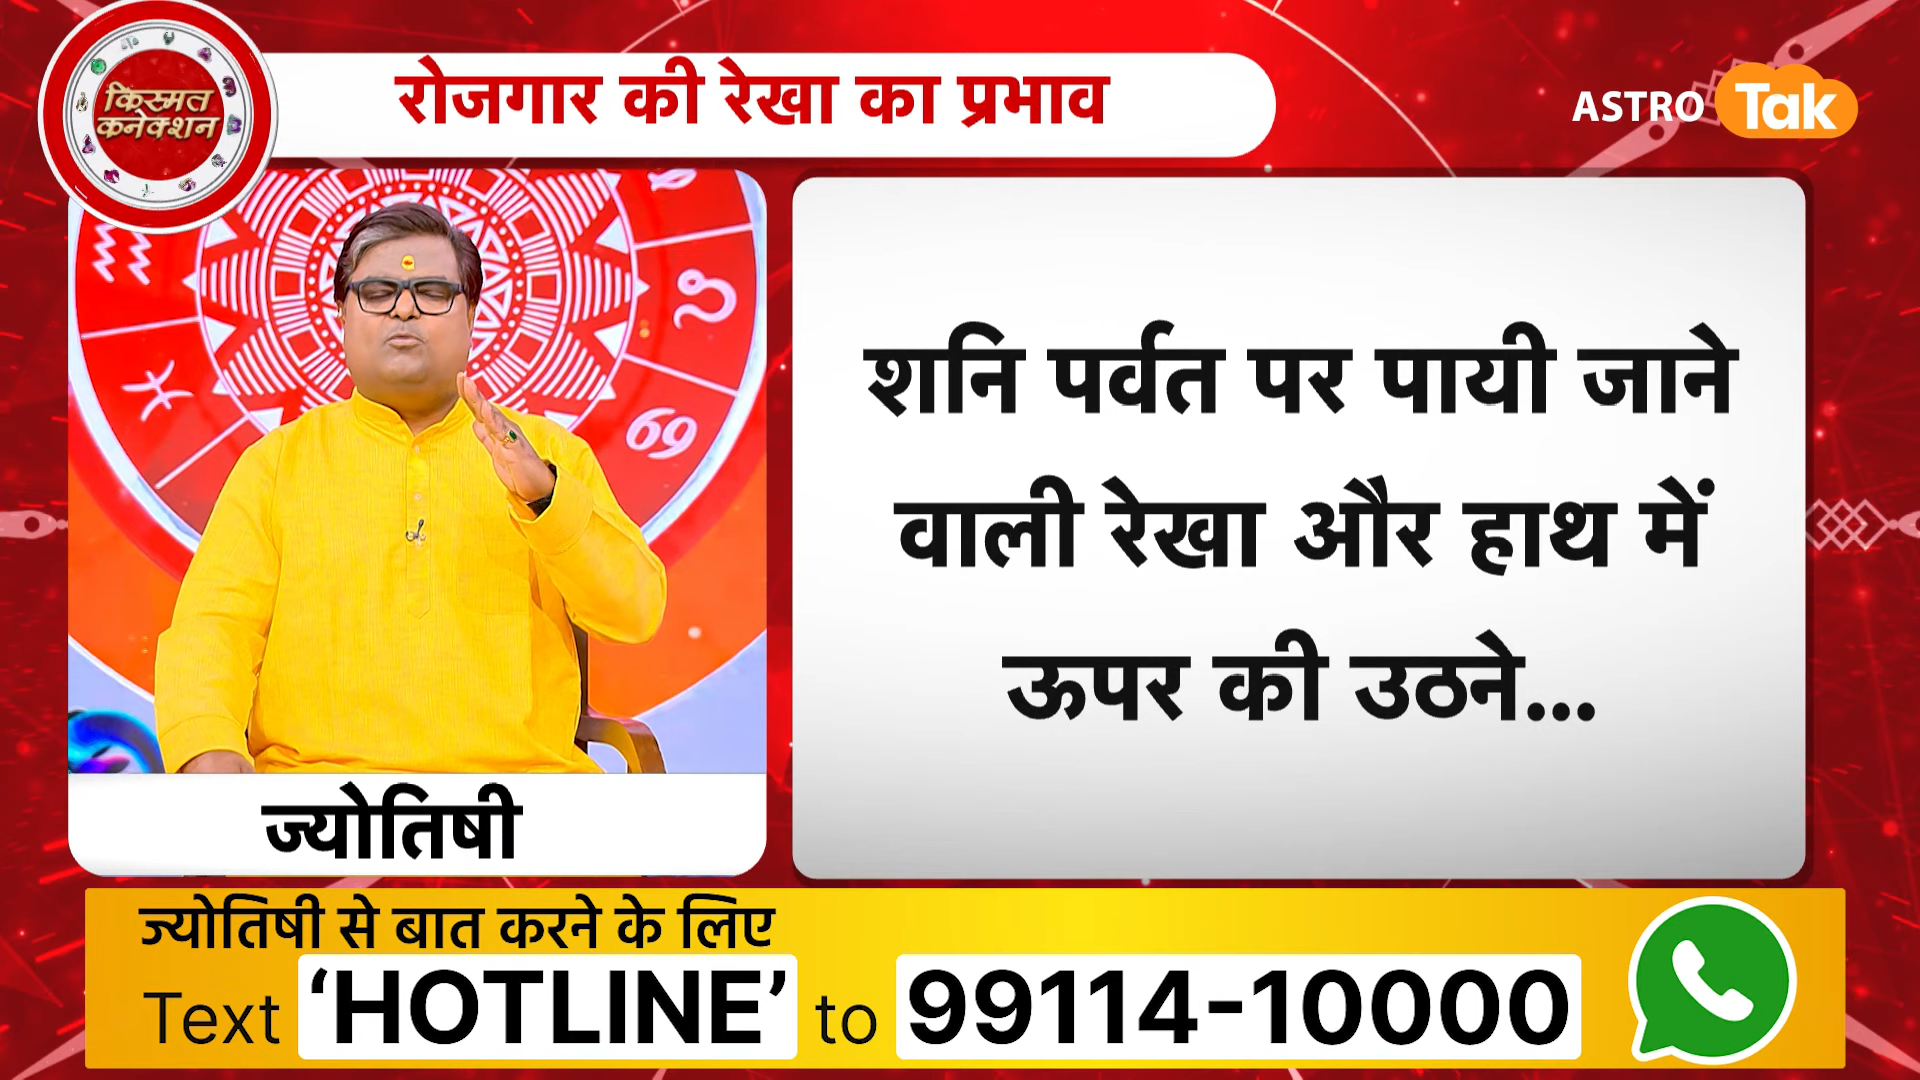 किस्मत
कनेक्शन
रोजगार की रेखा का प्रभाव
ASTRO Tak
शनि पर्वत पर पायी जाने
वाली रेखा और हाथ में
ऊपर की उठने...
ज्योतिषी
ज्योतिषी से बात करने के लिए
Text ‘HOTLINE’ to 99114-10000